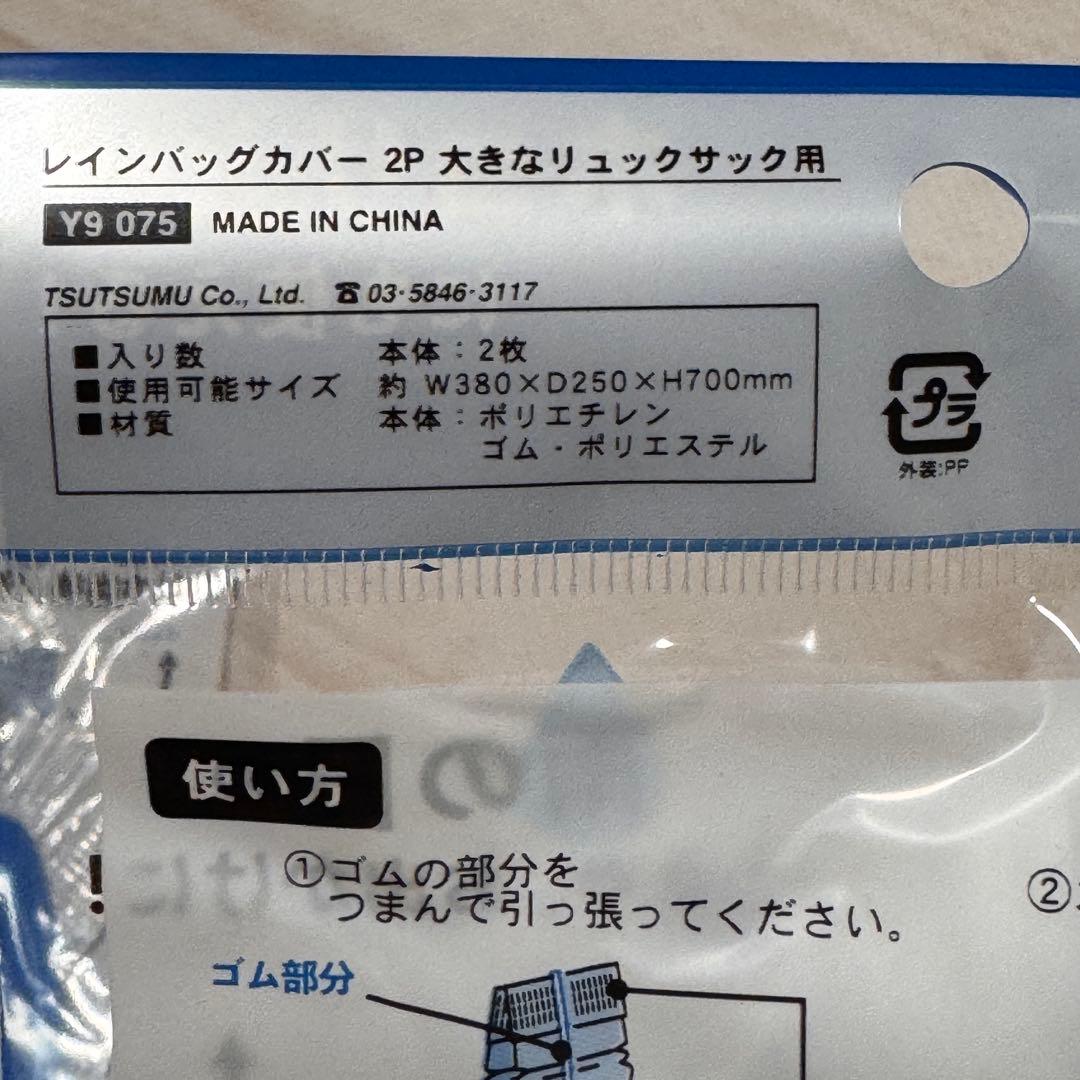 レインバッグカバー 2P 大きなリュックサック用
Y9 075 MADE IN CHINA
TSUTSUMU Co., Ltd. ☎03·5846·3117
■入り数 本体：2枚
■使用可能サイズ 約 W380×D250×H700mm
■材質 本体：ポリエチレン
ゴム・ポリエステル
プラ
外装:PP
使い方
①ゴムの部分を
つまんで引っ張ってください。
②
ゴム部分